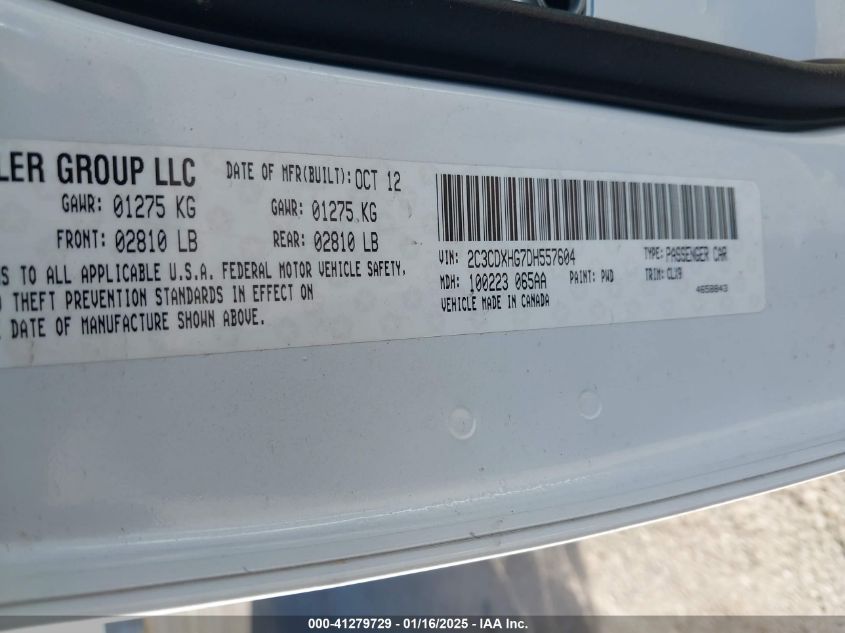 LER GROUP LLC
DATE OF MFR(BUILT): OCT 12
GAWR: 01275 KG
GAWR: 01275 KG
FRONT: 02810 LB
REAR: 02810 LB
S TO ALL APPLICABLE U.S.A. FEDERAL MOTOR VEHICLE SAFETY,
THEFT PREVENTION STANDARDS IN EFFECT ON
DATE OF MANUFACTURE SHOWN ABOVE.
VIN: 2C3CDXHG7DH557604
TYPE: PASSENGER CAR
MDH: 100223 065AA
PAINT: PWD
TRIM: CLX9
VEHICLE MADE IN CANADA
4658843
000-41279729 - 01/16/2025 - IAA Inc.